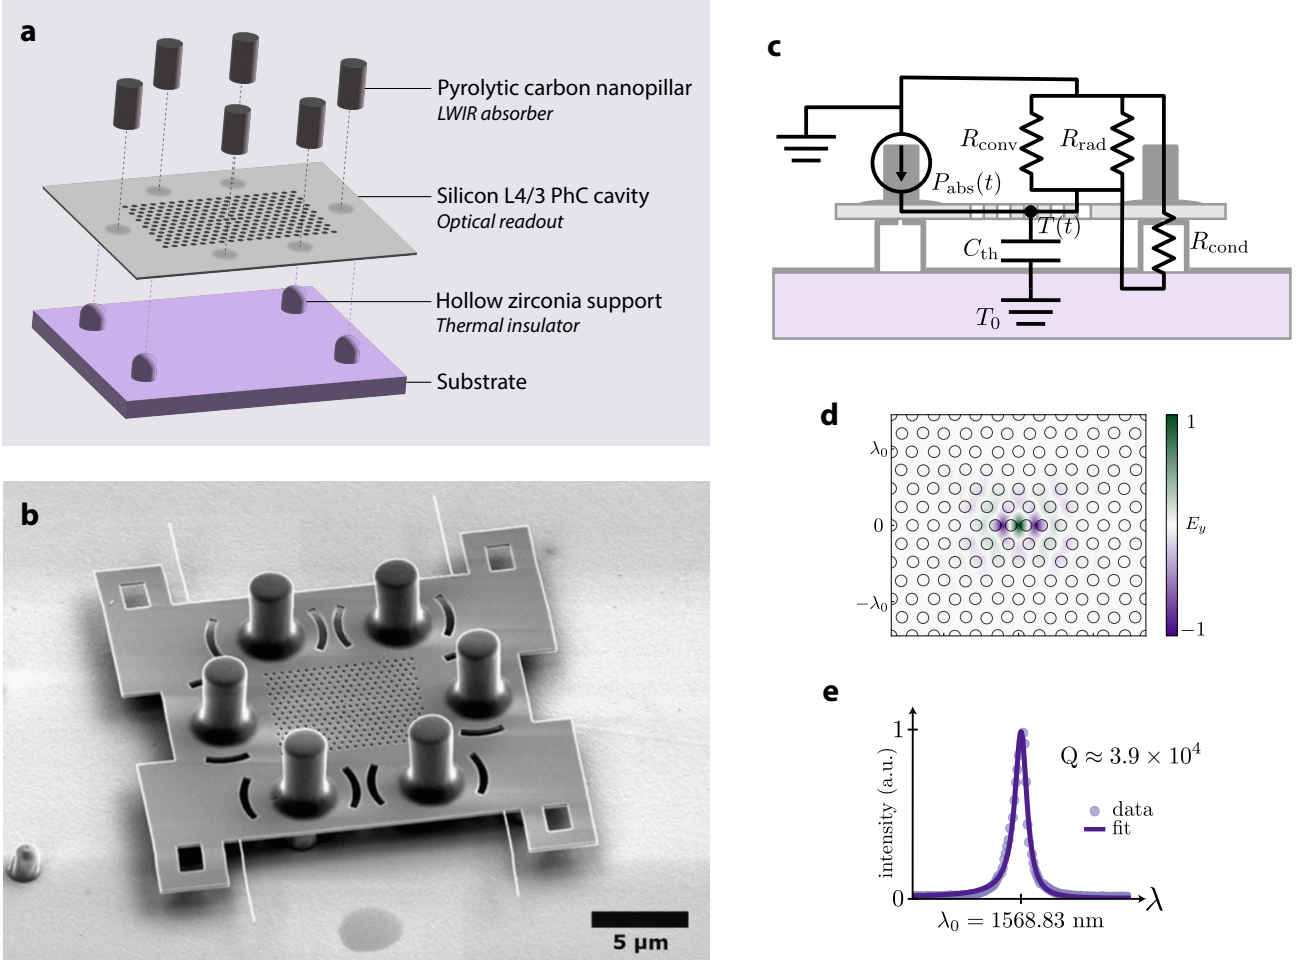 a
Pyrolytic carbon nanopillar
LWIR absorber
Silicon L4/3 PhC cavity
Optical readout
Hollow zirconia support
Thermal insulator
Substrate
b
5 μm
c
R_conv
R_rad
P_abs(t)
T(t)
C_th
R_cond
T_0
d
λ_0
0
−λ_0
1
E_y
−1
e
1
intensity (a.u.)
0
Q ≈ 3.9 × 10^4
data
fit
λ
λ_0 = 1568.83 nm